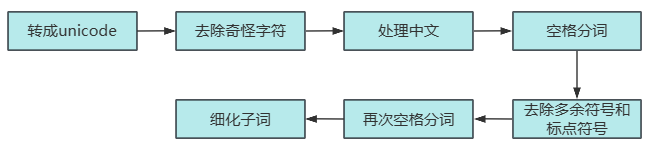 转成unicode
去除奇怪字符
处理中文
空格分词
去除多余符号和
标点符号
再次空格分词
细化子词